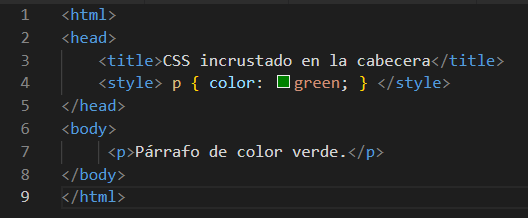 1 <html>
2 <head>
3 <title>CSS incrustado en la cabecera</title>
4 <style> p { color: green; } </style>
5 </head>
6 <body>
7 <p>Párrafo de color verde.</p>
8 </body>
9 </html>